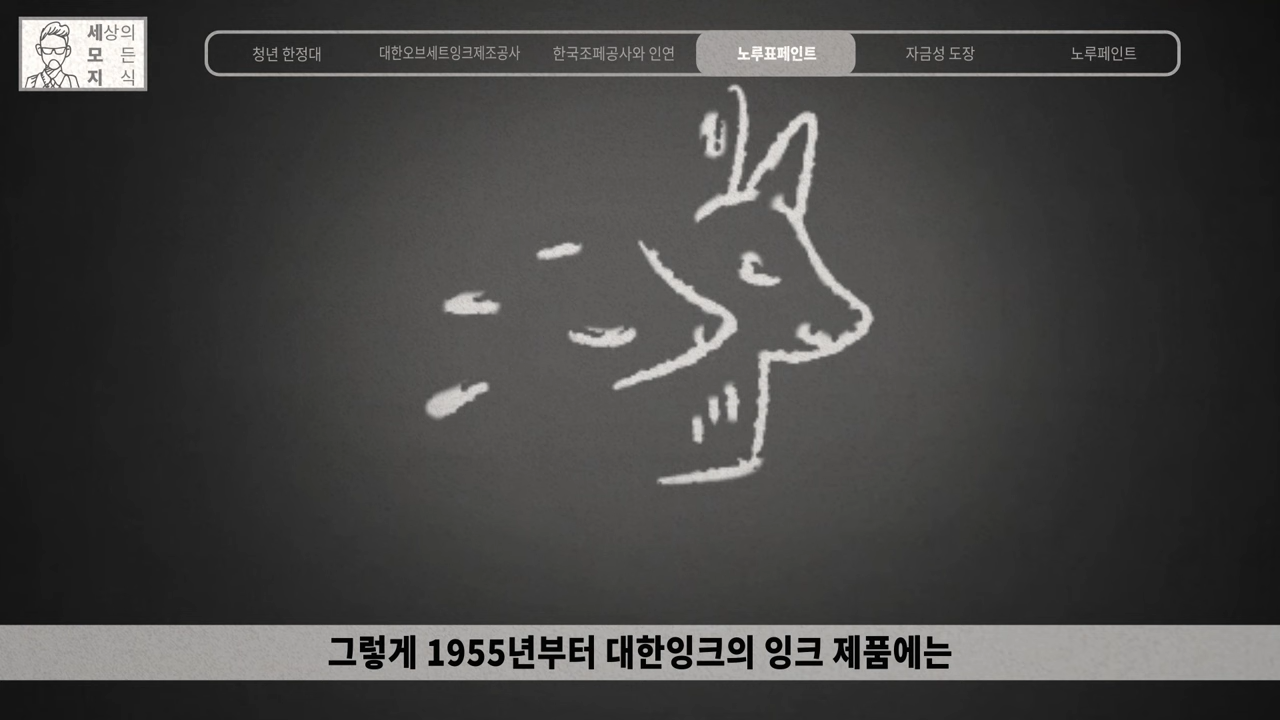 세상의
모든
지식
청년 한정대
대한오브세트잉크제조공사
한국조폐공사와 인연
노루표페인트
자금성 도장
노루페인트
그렇게 1955년부터 대한잉크의 잉크 제품에는